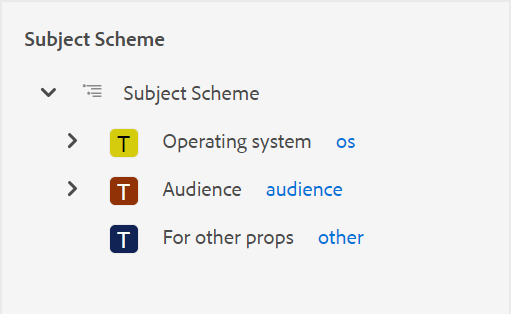 Subject Scheme
Subject Scheme
T Operating system os
T Audience audience
T For other props other